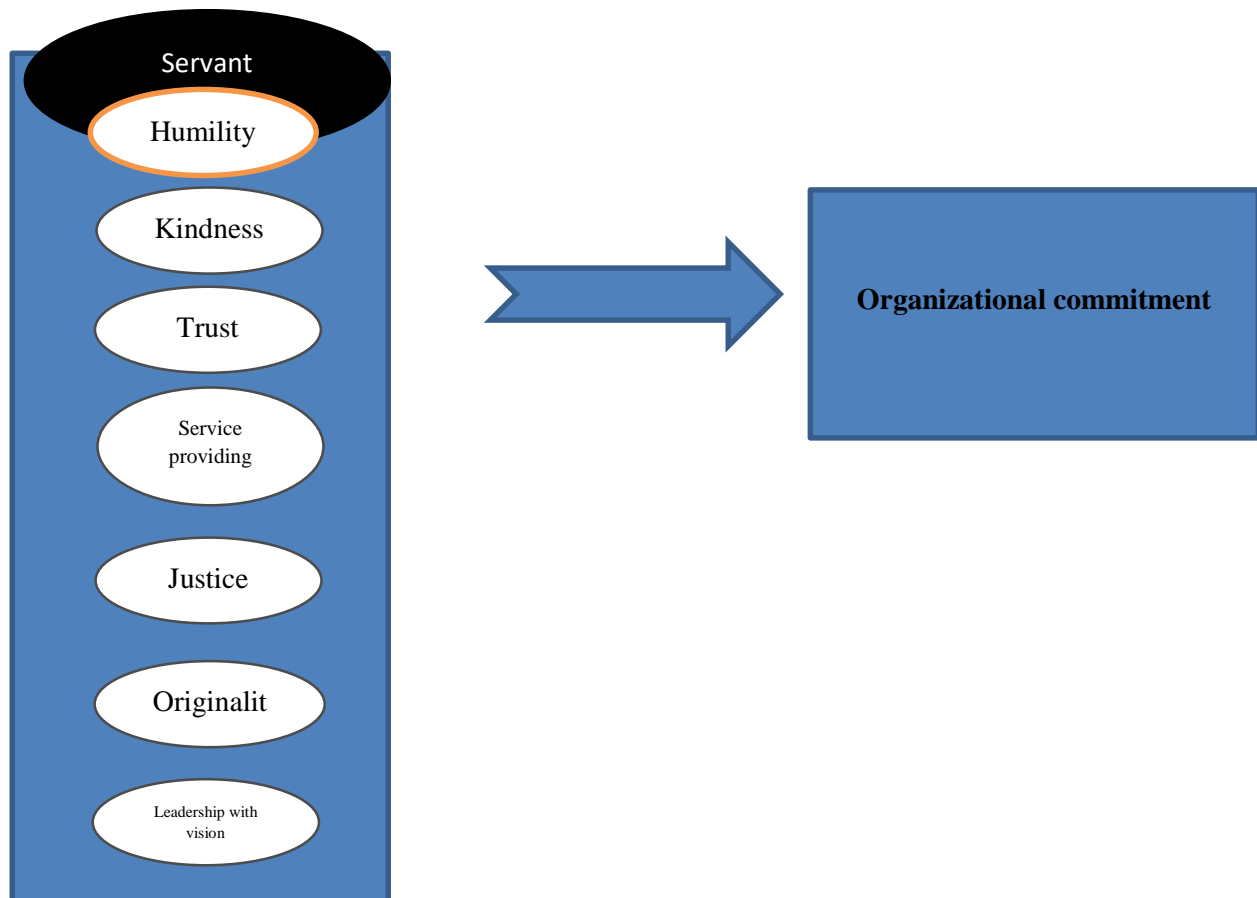 Servant
Humility
Kindness
Trust
Service
providing
Justice
Originalit
Leadership with
vision
Organizational commitment